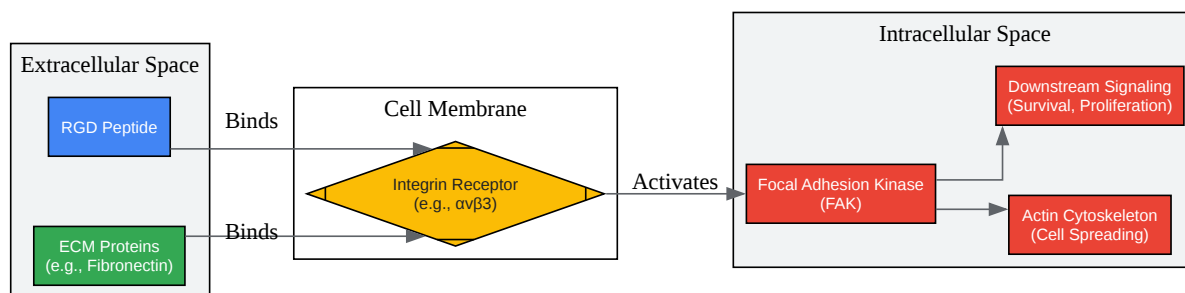 Extracellular Space
RGD Peptide
ECM Proteins
(e.g., Fibronectin)
Binds
Binds
Cell Membrane
Integrin Receptor
(e.g., αvβ3)
Activates
Intracellular Space
Focal Adhesion Kinase
(FAK)
Downstream Signaling
(Survival, Proliferation)
Actin Cytoskeleton
(Cell Spreading)